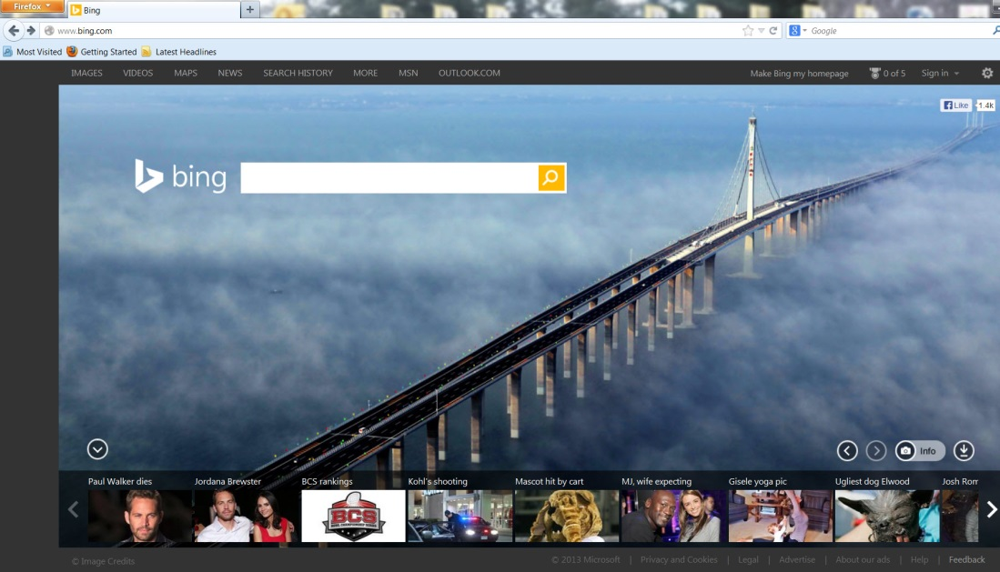 Firefox
Bing
www.bing.com
Google
Most Visited Getting Started Latest Headlines
IMAGES VIDEOS MAPS NEWS SEARCH HISTORY MORE MSN OUTLOOK.COM Make Bing my homepage 0 of 5 Sign in
Like 1.4k
bing
Info
Paul Walker dies Jordana Brewster BCS rankings Kohl's shooting Mascot hit by cart MJ, wife expecting Gisele yoga pic Ugliest dog Elwood Josh Rom
BCS
© Image Credits © 2013 Microsoft | Privacy and Cookies | Legal | Advertise | About our ads | Help | Feedback